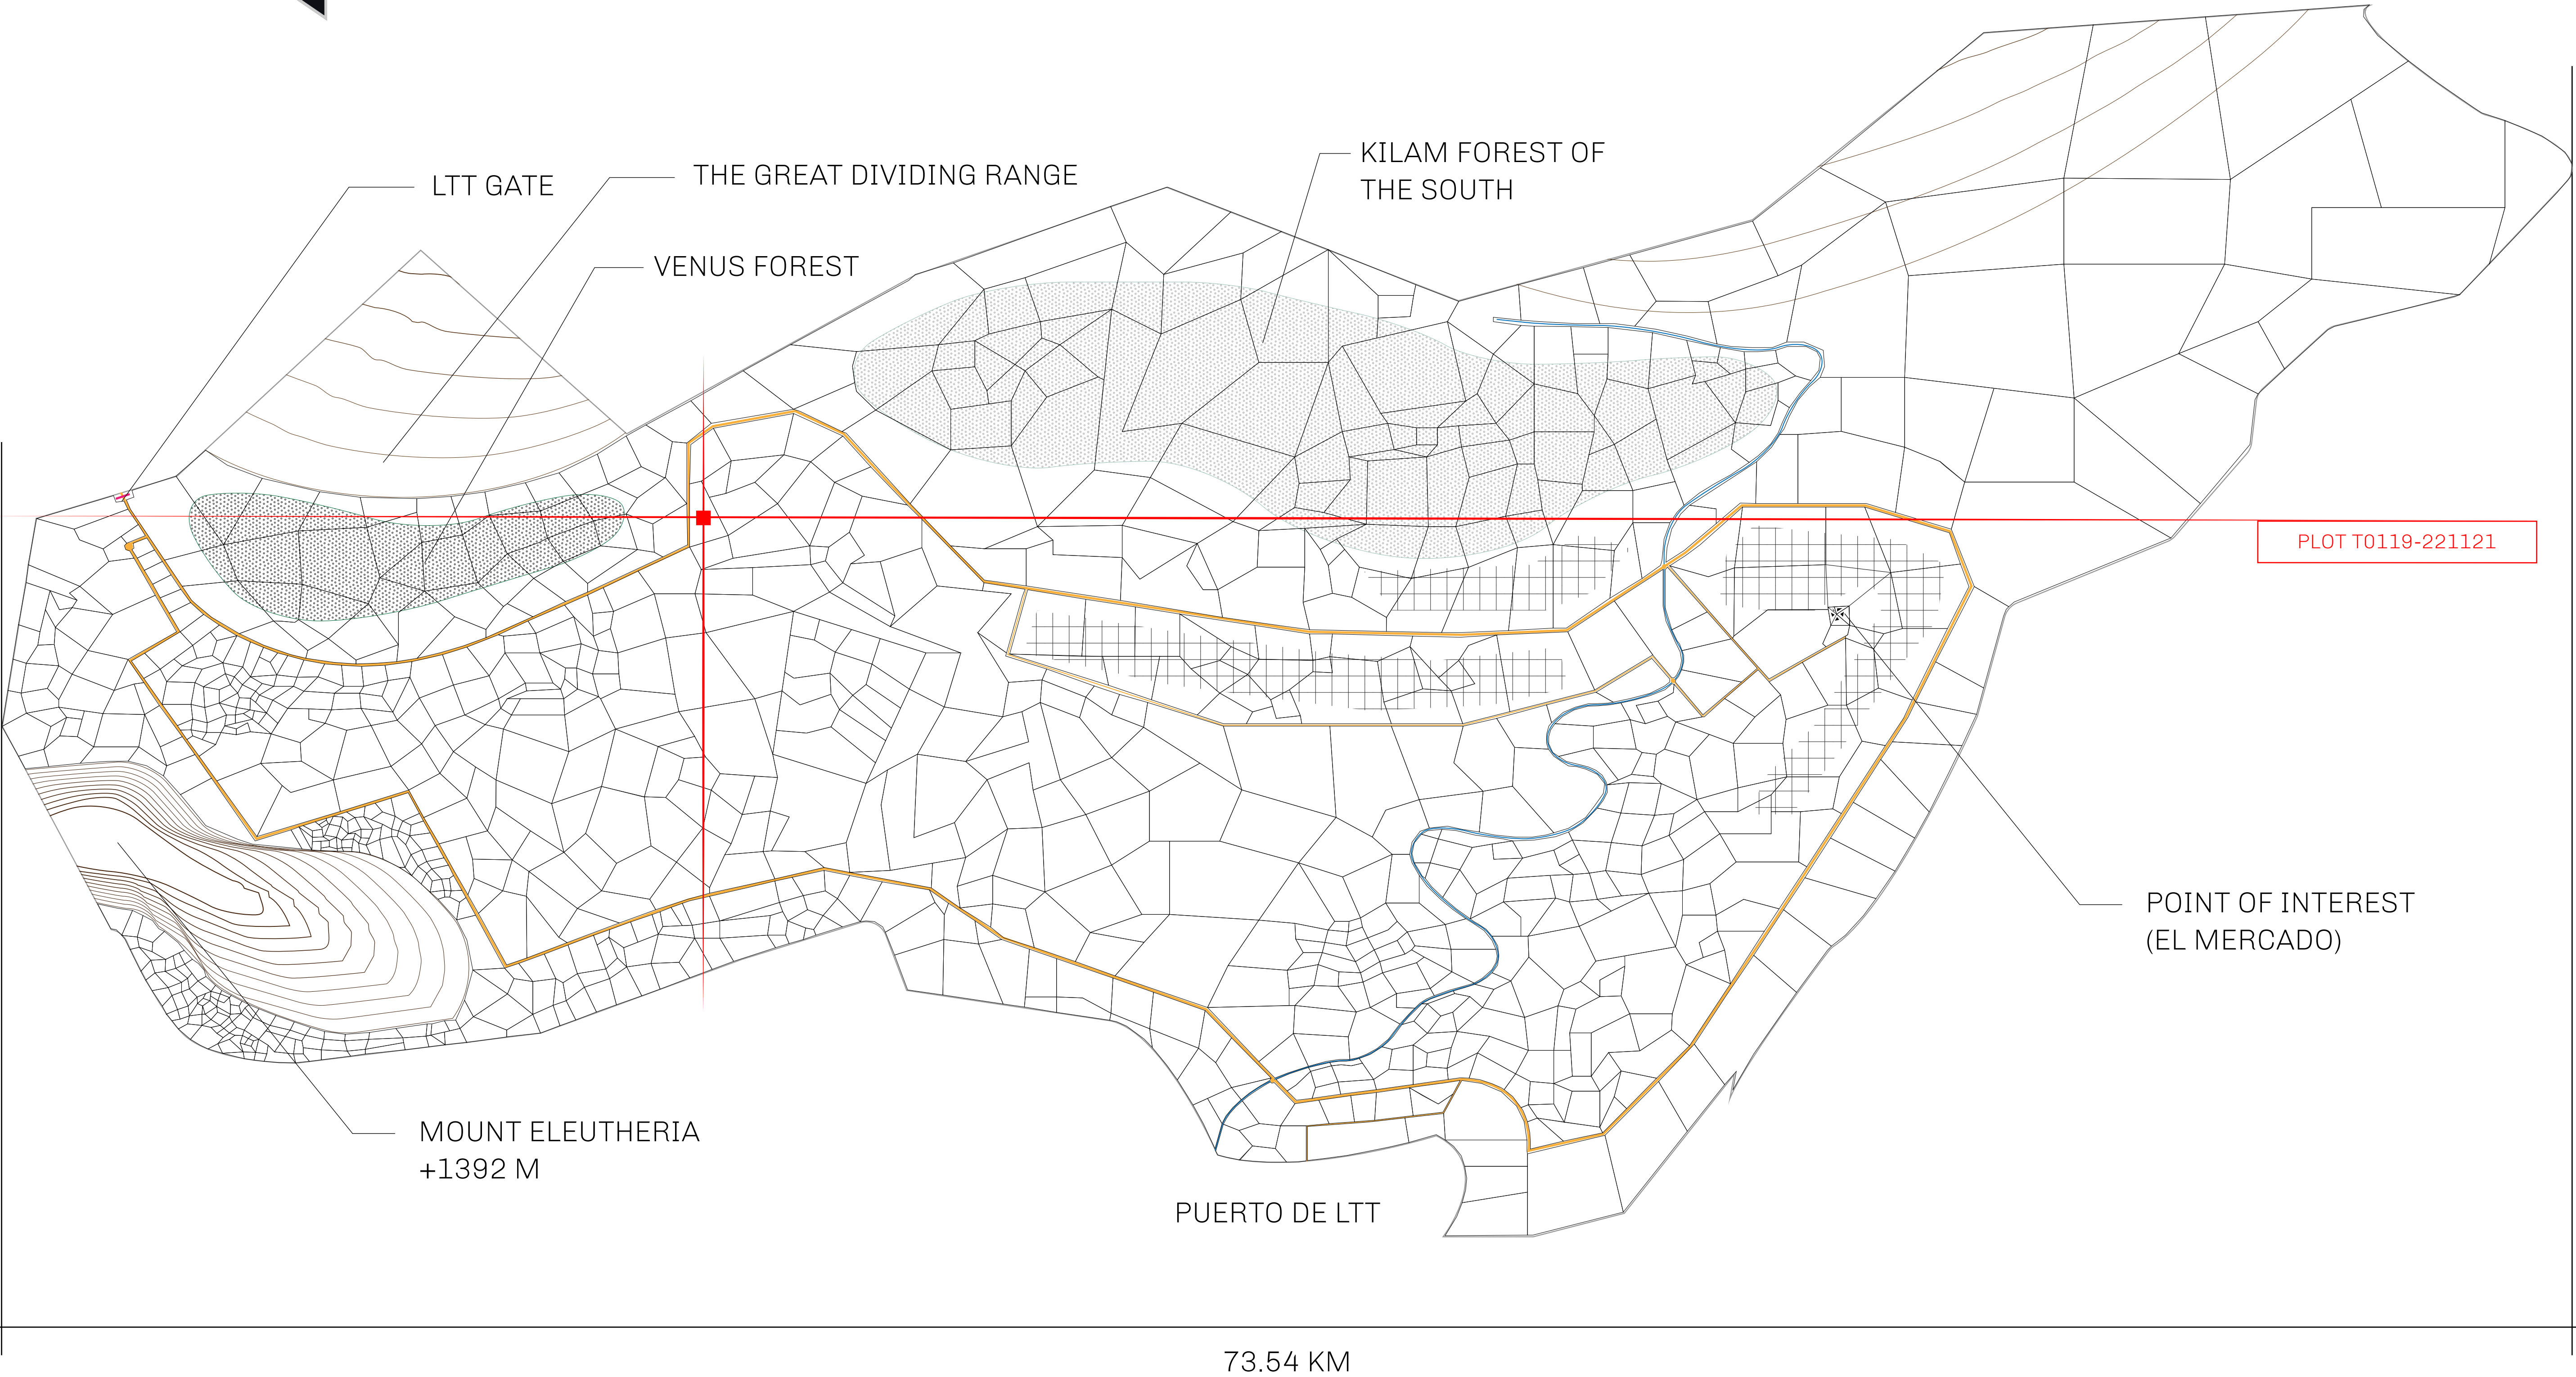 KILAM FOREST OF
THE SOUTH
THE GREAT DIVIDING RANGE
LTT GATE
VENUS FOREST
PLOT T0119-221121
POINT OF INTEREST
(EL MERCADO)
MOUNT ELEUTHERIA
+1392 M
PUERTO DE LTT
73.54 KM